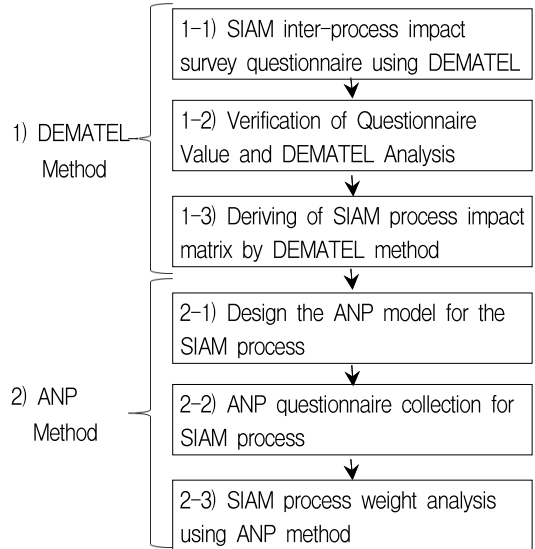 1) DEMATEL
Method
1-1) SIAM inter-process impact
survey questionnaire using DEMATEL
1-2) Verification of Questionnaire
Value and DEMATEL Analysis
1-3) Deriving of SIAM process impact
matrix by DEMATEL method
2) ANP
Method
2-1) Design the ANP model for the
SIAM process
2-2) ANP questionnaire collection for
SIAM process
2-3) SIAM process weight analysis
using ANP method